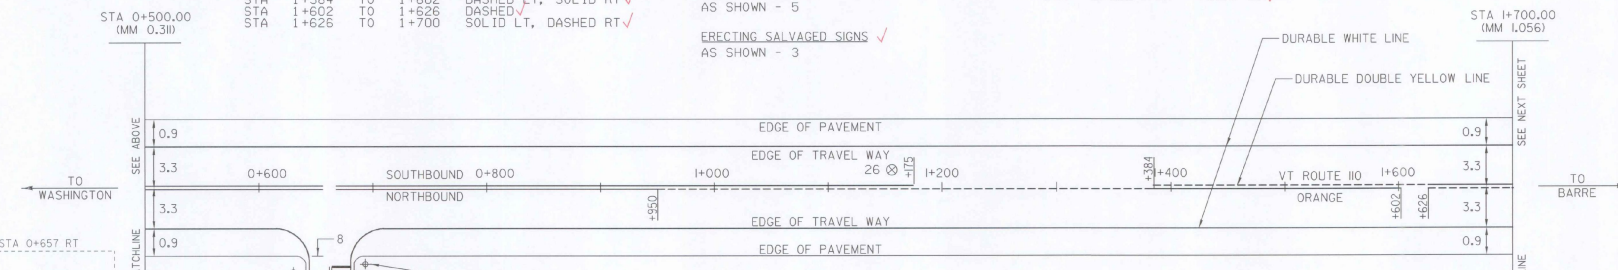 STA 1+384 TO 1+602 DASHED LT, SOLID RT
STA 1+602 TO 1+626 DASHED
STA 1+626 TO 1+700 SOLID LT, DASHED RT
AS SHOWN - 5
ERECTING SALVAGED SIGNS
AS SHOWN - 3
STA 0+500.00
(MM 0.311)
STA 1+700.00
(MM 1.056)
DURABLE WHITE LINE
DURABLE DOUBLE YELLOW LINE
SEE ABOVE
SEE NEXT SHEET
0.9
EDGE OF PAVEMENT
0.9
3.3
EDGE OF TRAVEL WAY
3.3
TO
WASHINGTON
0+600
SOUTHBOUND
0+800
1+000
26
+175
1+200
+384
1+400
VT ROUTE 110
1+600
TO
BARRE
NORTHBOUND
+950
ORANGE
+602
+626
3.3
EDGE OF TRAVEL WAY
3.3
STA 0+657 RT
0.9
8
EDGE OF PAVEMENT
0.9
TCHLINE
INE